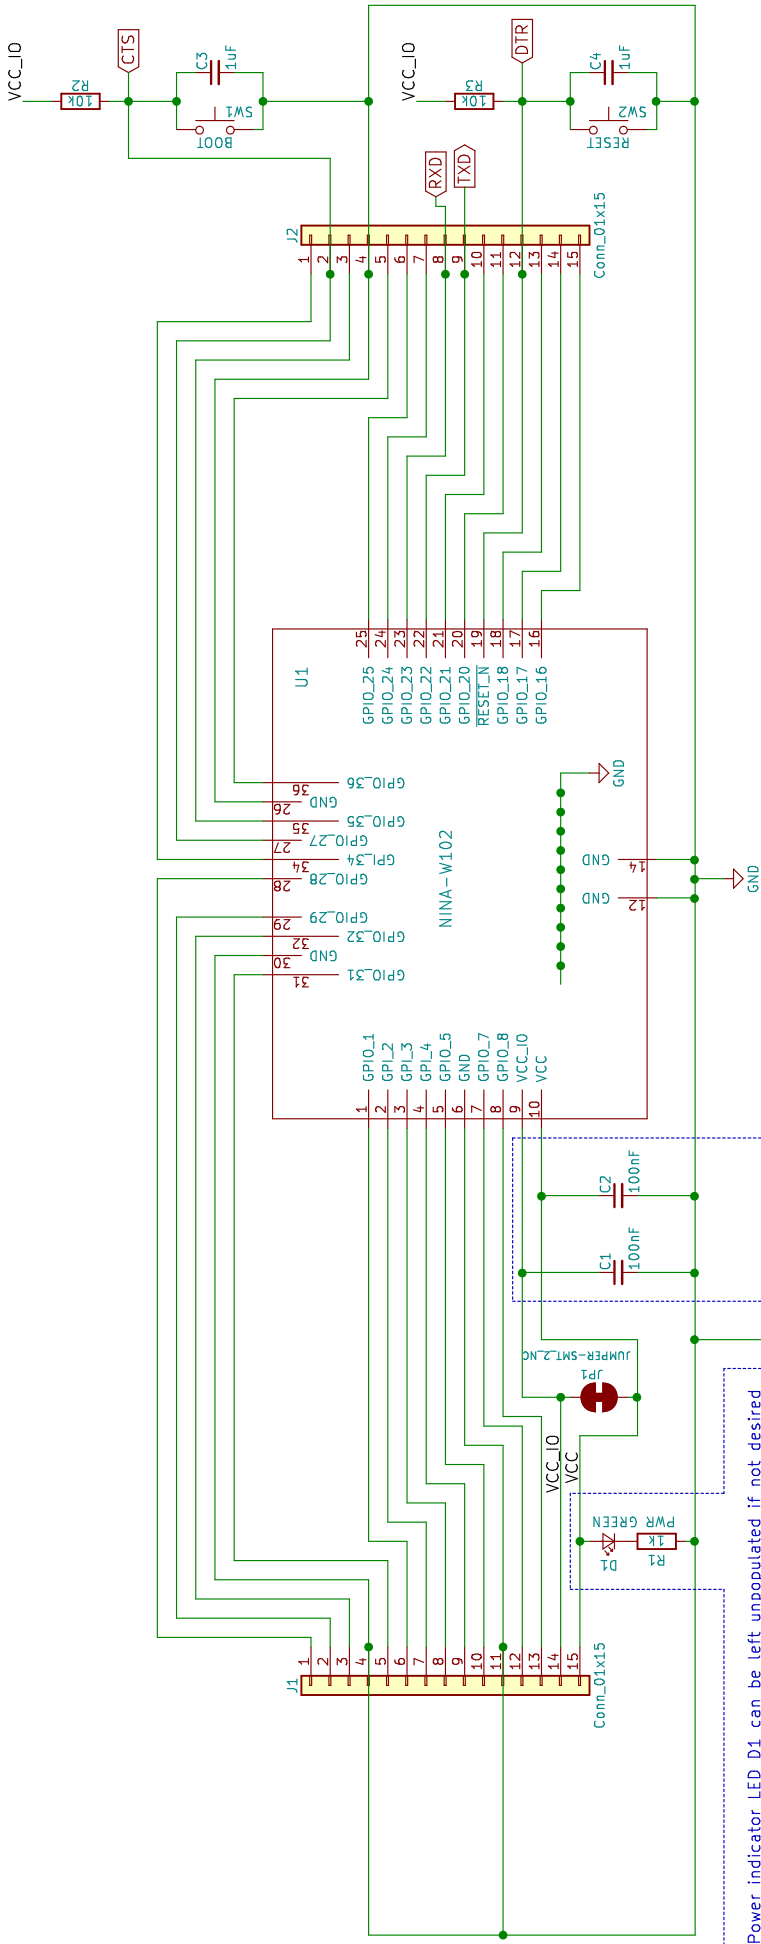 VCC_IO
R2
10k
CTS
C3
1uF
SW1
BOOT
VCC_IO
R3
10k
DTR
C4
1uF
SW2
RESET
RXD
TXD
J2
Conn_01x15
1
2
3
4
5
6
7
8
9
10
11
12
13
14
15
U1
NINA-W102
25
24
23
22
21
20
19
18
17
16
GPIO_25
GPIO_24
GPIO_23
GPIO_22
GPIO_21
GPIO_20
RESET_N
GPIO_18
GPIO_17
GPIO_16
36 GPIO_36
26 GND
35 GPIO_35
27 GPIO_27
34 GPI_34
28 GPIO_28
29 GPIO_29
32 GPIO_32
30 GND
31 GPIO_31
GND
14 GND
12 GND
GND
GPIO_1
GPI_2
GPI_3
GPI_4
GPIO_5
GND
GPIO_7
GPIO_8
VCC_IO
VCC
1
2
3
4
5
6
7
8
9
10
C2
100nF
C1
100nF
JUMPER-SMT_2_NC
JP1
VCC_IO
VCC
PWR GREEN
D1
1k
R1
J1
Conn_01x15
1
2
3
4
5
6
7
8
9
10
11
12
13
14
15
Power indicator LED D1 can be left unpopulated if not desired